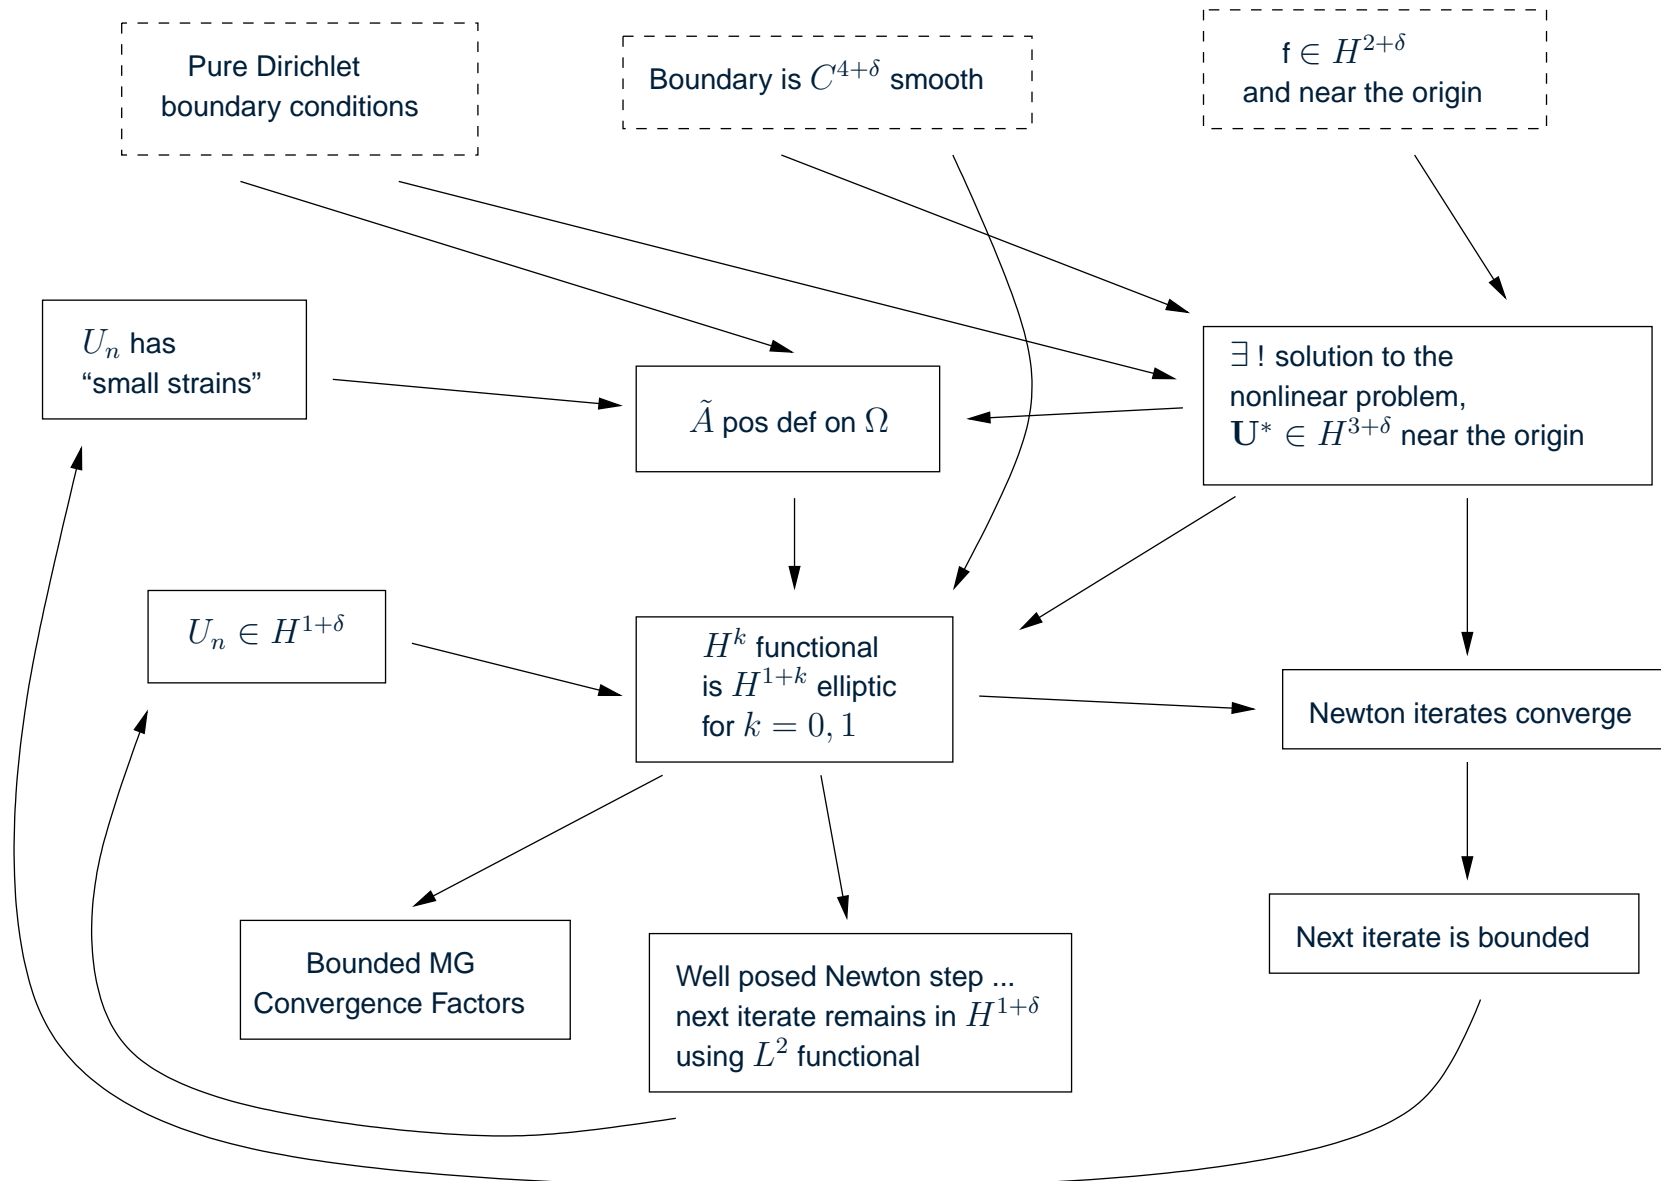 Pure Dirichlet
boundary conditions
Boundary is $C^{4+\delta}$ smooth
f $\in H^{2+\delta}$
and near the origin
$U_n$ has
“small strains”
$\tilde{A}$ pos def on $\Omega$
$\exists$ ! solution to the
nonlinear problem,
$\mathbf{U}^* \in H^{3+\delta}$ near the origin
$U_n \in H^{1+\delta}$
$H^k$ functional
is $H^{1+k}$ elliptic
for $k = 0, 1$
Newton iterates converge
Bounded MG
Convergence Factors
Well posed Newton step ...
next iterate remains in $H^{1+\delta}$
using $L^2$ functional
Next iterate is bounded